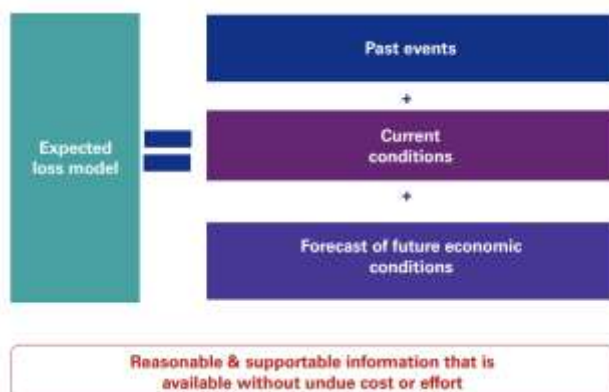 Past events
+
Expected
loss model
=
Current
conditions
+
Forecast of future economic
conditions
Reasonable & supportable information that is
available without undue cost or effort